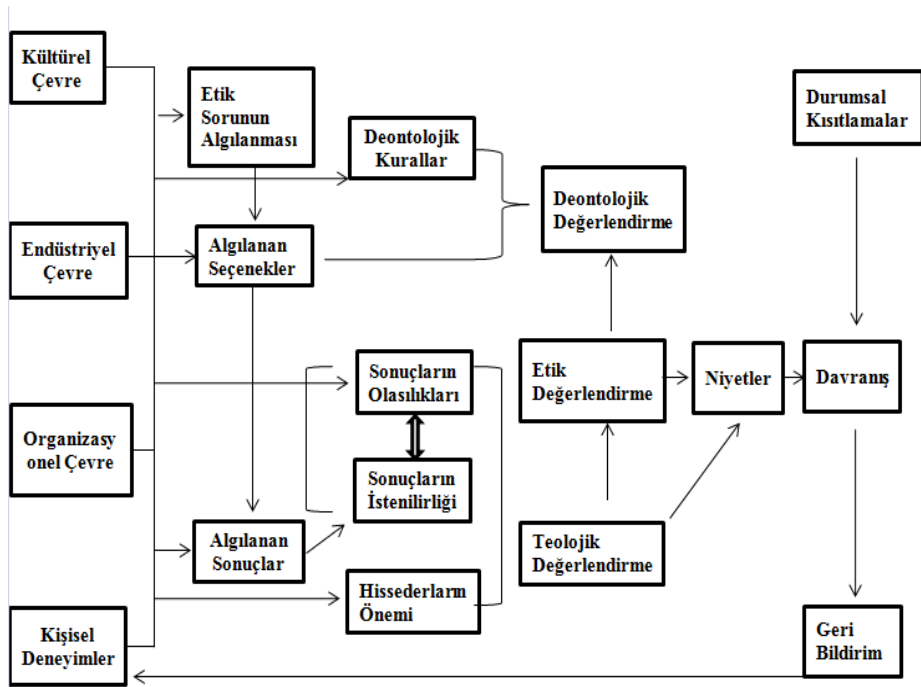 Kültürel
Çevre
Etik
Sorunun
Algılanması
Durumsal
Kısıtlamalar
Deontolojik
Kurallar
Deontolojik
Değerlendirme
Endüstriyel
Çevre
Algılanan
Seçenekler
Sonuçların
Olasılıkları
Etik
Değerlendirme
Niyetler
Davranış
Organizasy
onel Çevre
Sonuçların
İstenilirliği
Algılanan
Sonuçlar
Teolojik
Değerlendirme
Hissederların
Önemi
Kişisel
Deneyimler
Geri
Bildirim